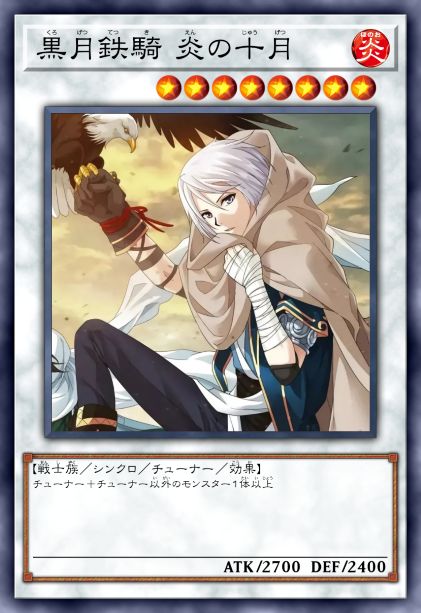 黒月鉄騎 炎の十月
炎
【戦士族／シンクロ／チューナー／効果】
チューナー＋チューナー以外のモンスター1体以上
ATK/2700 DEF/2400